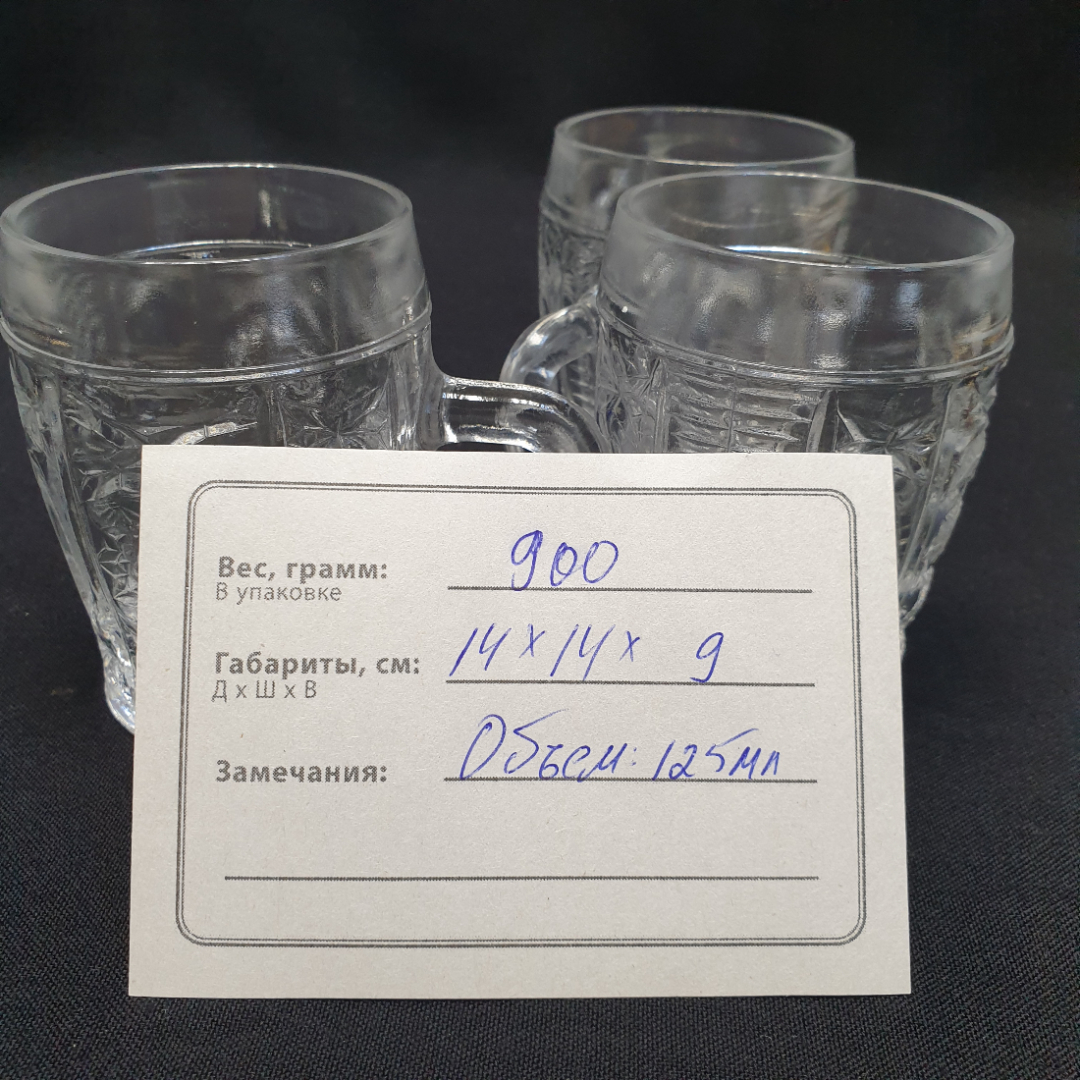 Вес, грамм: 900
В упаковке
Габариты, см: 14 x 14 x 9
Д х Ш х В
Замечания: Объем: 125мл